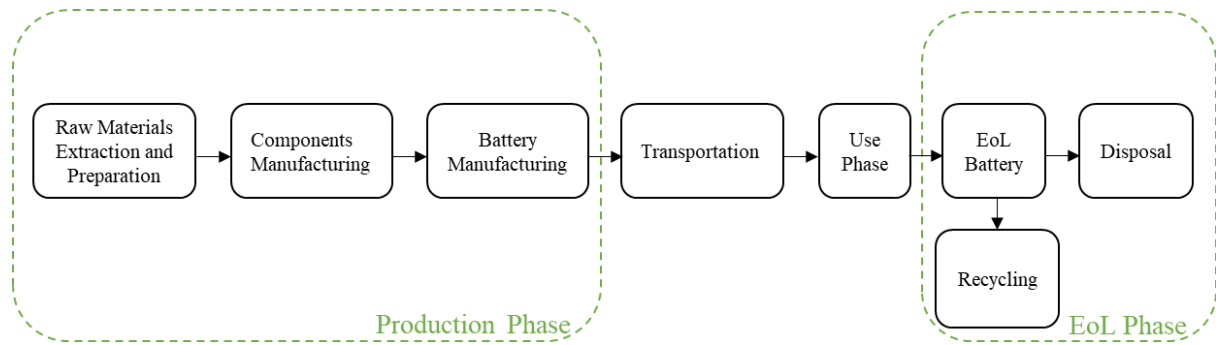 Raw Materials
Extraction and
Preparation
Components
Manufacturing
Battery
Manufacturing
Transportation
Use
Phase
EoL
Battery
Disposal
Recycling
Production Phase
EoL Phase